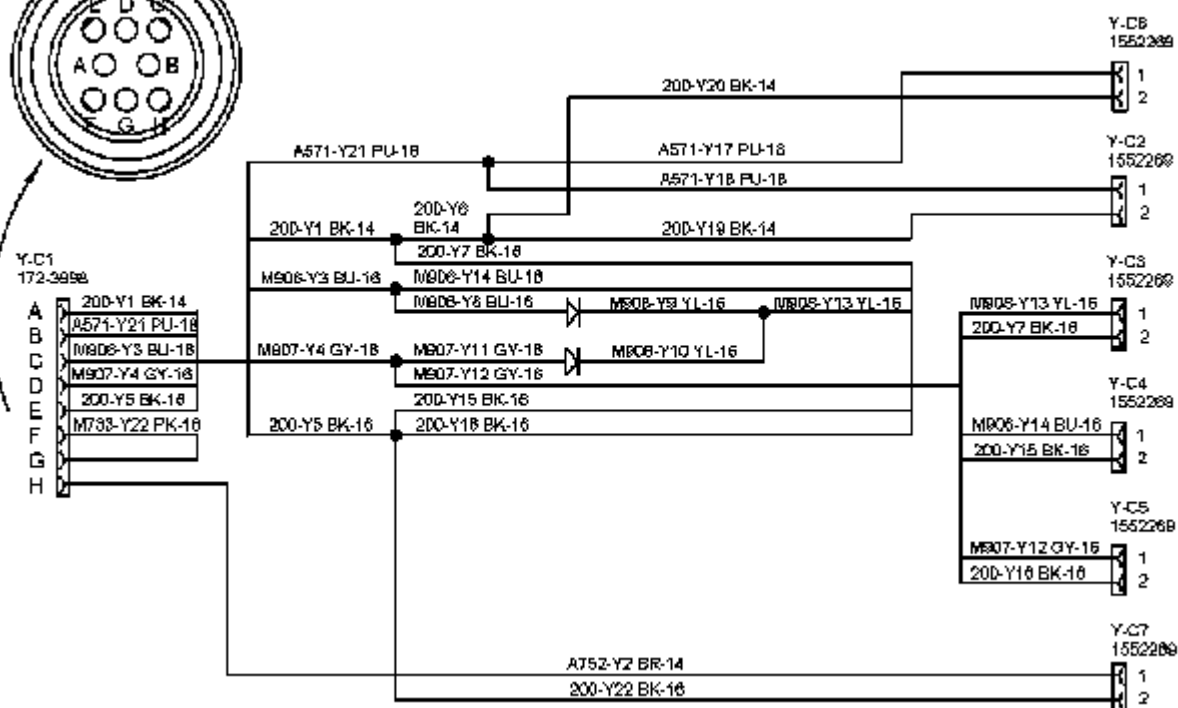 E D C
A B
F G H
Y-C1
172-3998
A
B
C
D
E
F
G
H
200-Y1 BK-14
A571-Y21 PU-18
M906-Y3 BU-16
M907-Y4 GY-16
200-Y5 BK-16
M733-Y22 PK-16
A571-Y21 PU-18
200-Y1 BK-14
M906-Y3 BU-16
M907-Y4 GY-16
200-Y5 BK-16
200-Y6
BK-14
200-Y7 BK-16
M906-Y14 BU-16
M906-Y8 BU-16
M907-Y11 GY-16
M907-Y12 GY-16
200-Y15 BK-16
200-Y16 BK-16
M908-Y9 YL-16
M908-Y10 YL-16
M908-Y13 YL-16
200-Y20 BK-14
A571-Y17 PU-18
A571-Y18 PU-18
200-Y19 BK-14
A752-Y2 BR-14
200-Y22 BK-16
Y-C6
1552269
1
2
Y-C2
1552269
1
2
Y-C3
1552269
M908-Y13 YL-16
200-Y7 BK-16
1
2
Y-C4
1552269
M906-Y14 BU-16
200-Y15 BK-16
1
2
Y-C5
1552269
M907-Y12 GY-16
200-Y16 BK-16
1
2
Y-C7
1552269
1
2